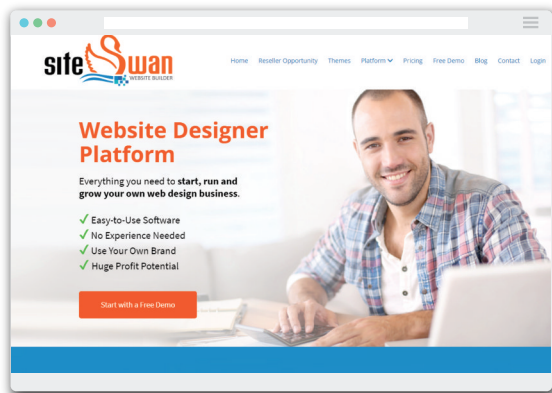 site Swan
WEBSITE BUILDER
Home Reseller Opportunity Themes Platform Pricing Free Demo Blog Contact Login
Website Designer
Platform
Everything you need to start, run and
grow your own web design business.
Easy-to-Use Software
No Experience Needed
Use Your Own Brand
Huge Profit Potential
Start with a Free Demo